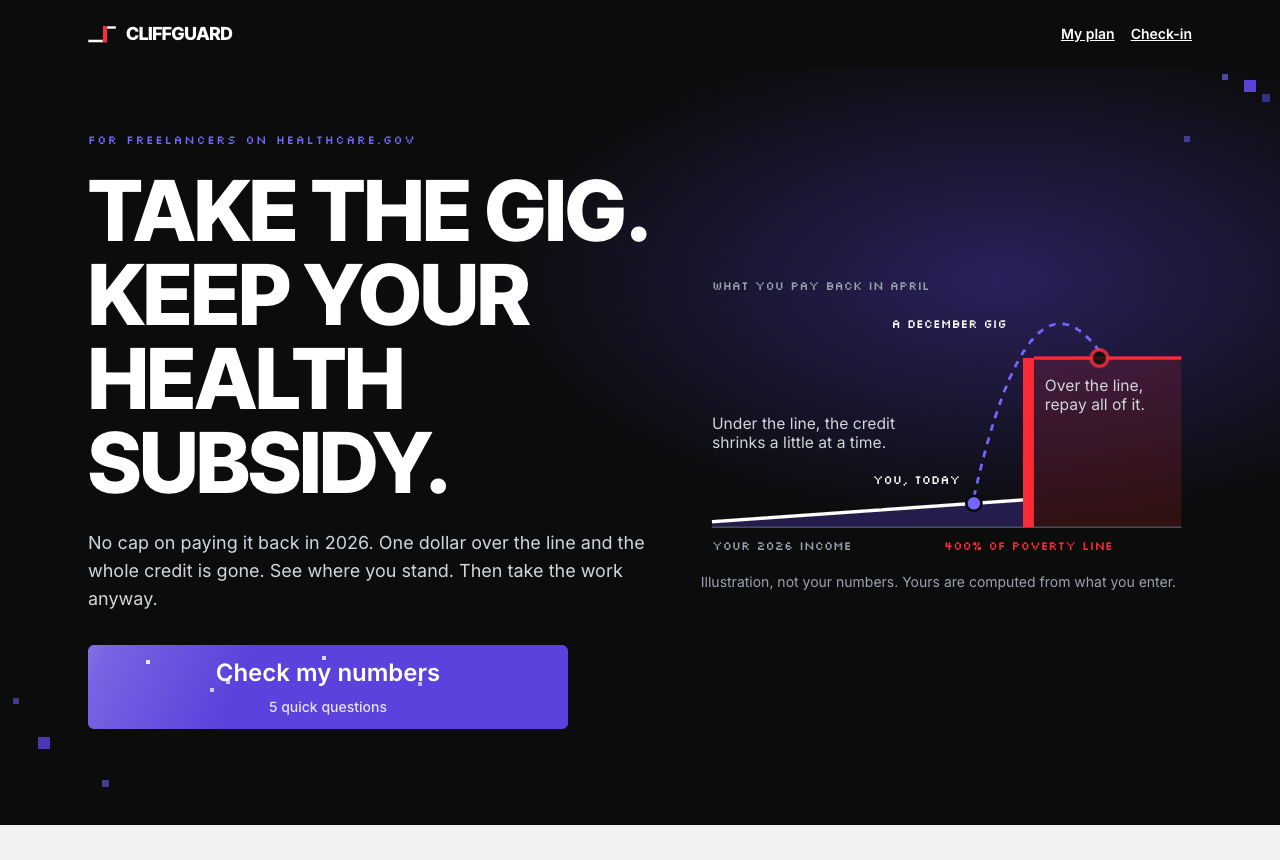 CLIFFGUARD
My plan Check-in
FOR FREELANCERS ON HEALTHCARE.GOV
TAKE THE GIG.
KEEP YOUR
HEALTH
SUBSIDY.
No cap on paying it back in 2026. One dollar over the line and the
whole credit is gone. See where you stand. Then take the work
anyway.
Check my numbers
5 quick questions
WHAT YOU PAY BACK IN APRIL
A DECEMBER GIG
Over the line,
repay all of it.
Under the line, the credit
shrinks a little at a time.
YOU, TODAY
YOUR 2026 INCOME
400% OF POVERTY LINE
Illustration, not your numbers. Yours are computed from what you enter.